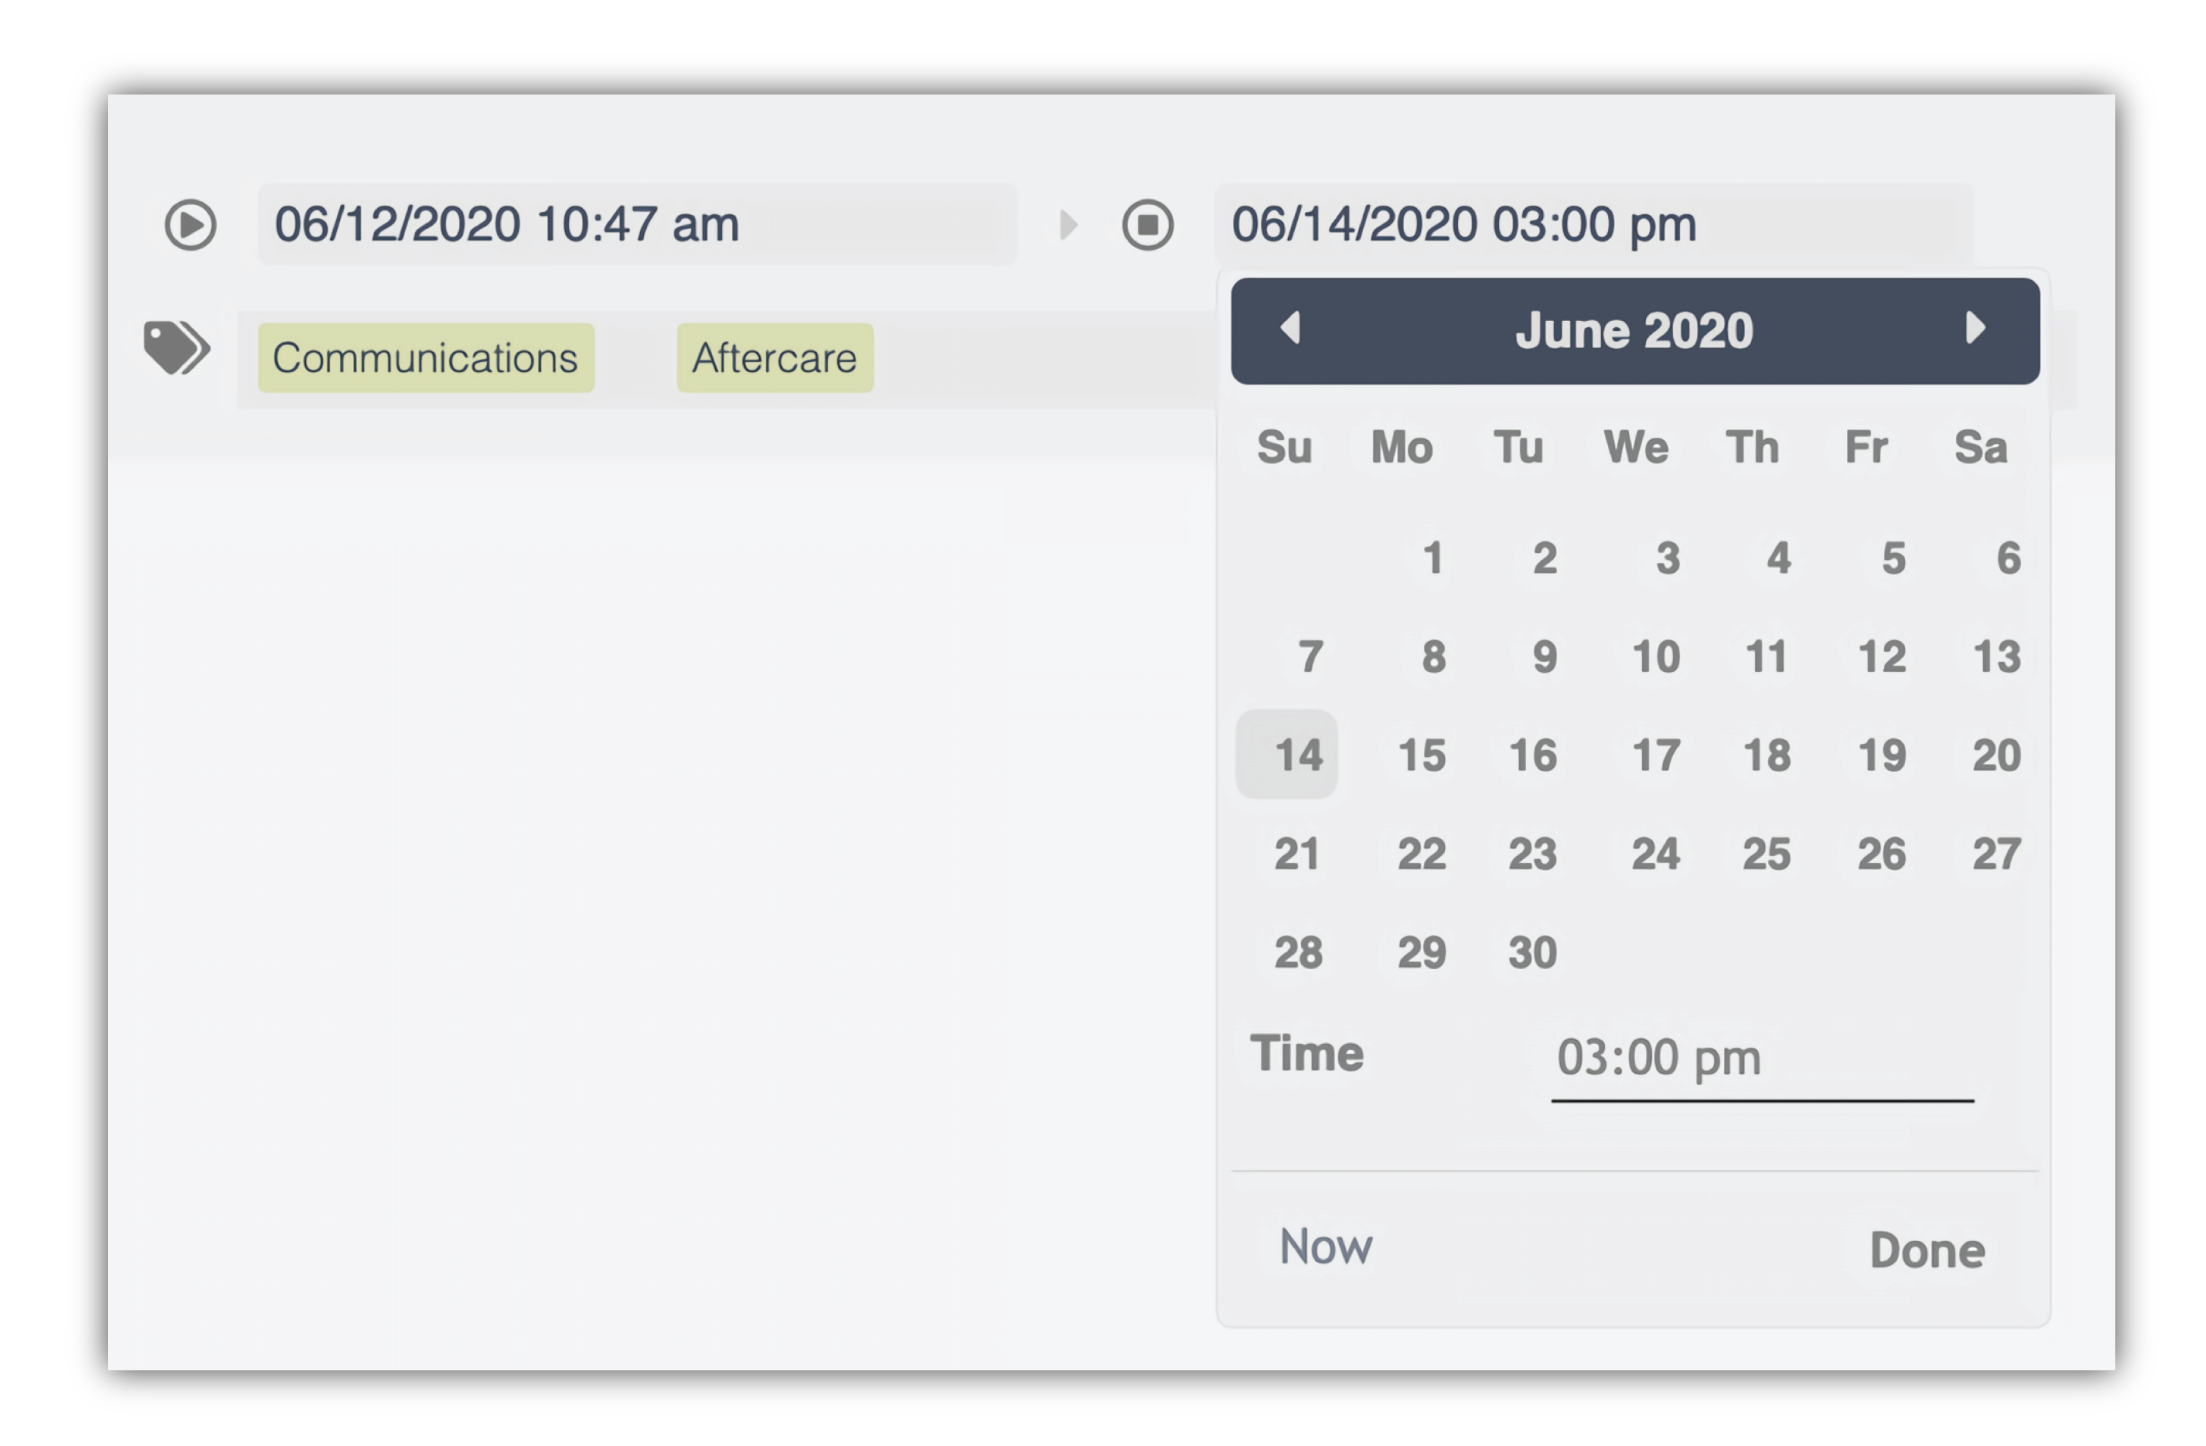 06/12/2020 10:47 am 06/14/2020 03:00 pm
Communications Aftercare
June 2020
Su Mo Tu We Th Fr Sa
1 2 3 4 5 6
7 8 9 10 11 12 13
14 15 16 17 18 19 20
21 22 23 24 25 26 27
28 29 30
Time 03:00 pm
Now Done